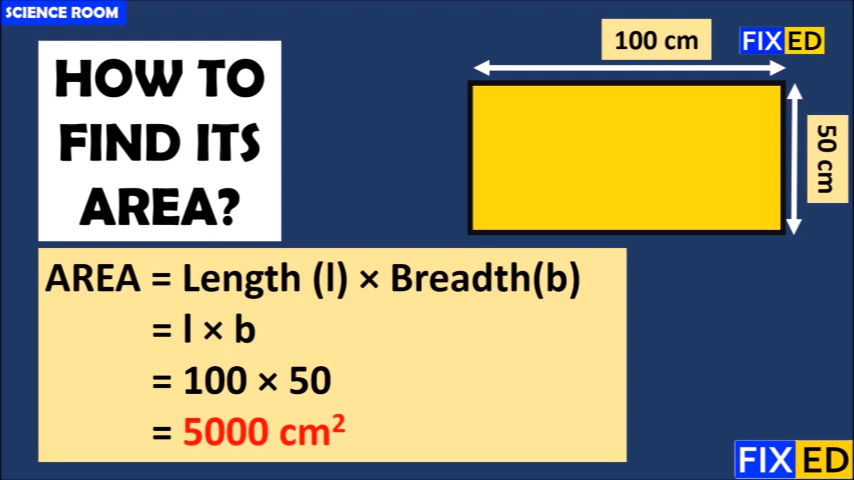 SCIENCE ROOM
100 cm
FIXED
HOW TO
FIND ITS
AREA?
50 cm
AREA = Length (l) × Breadth(b)
= l × b
= 100 × 50
= 5000 cm²
FIXED